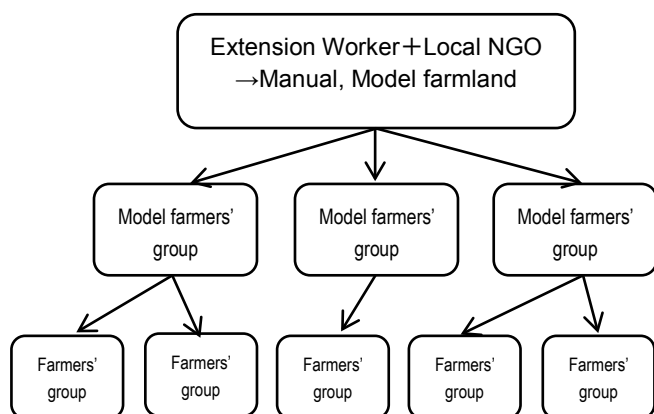 Extension Worker＋Local NGO
→Manual, Model farmland
Model farmers’
group
Model farmers’
group
Model farmers’
group
Farmers’
group
Farmers’
group
Farmers’
group
Farmers’
group
Farmers’
group